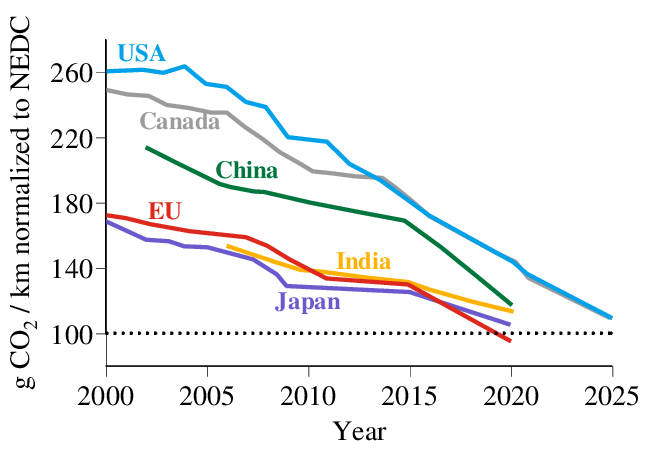 g CO₂ / km normalized to NEDC
260
220
180
140
100
USA
Canada
China
EU
India
Japan
2000 2005 2010 2015 2020 2025
Year